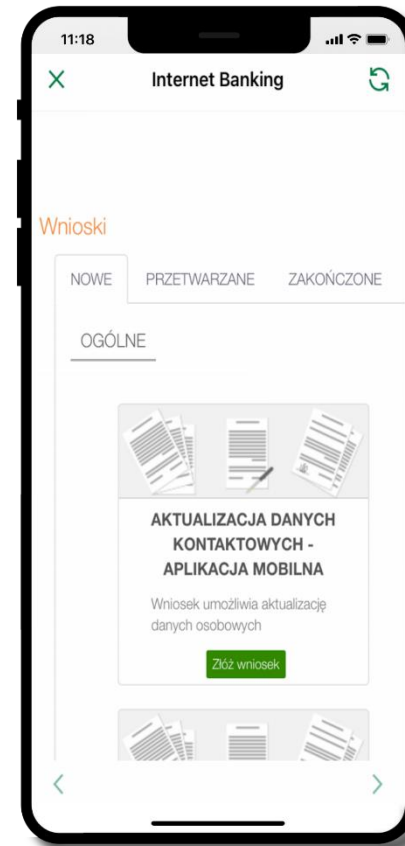 11:18
Internet Banking
Wnioski
NOWE PRZETWARZANE ZAKOŃCZONE
OGÓLNE
AKTUALIZACJA DANYCH
KONTAKTOWYCH -
APLIKACJA MOBILNA
Wniosek umożliwia aktualizację
danych osobowych
Złóż wniosek